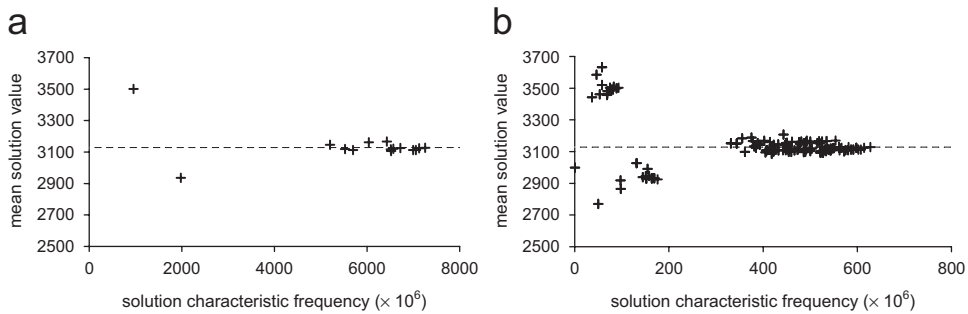 a
3700
3500
3300
3100
2900
2700
2500
mean solution value
0 2000 4000 6000 8000
solution characteristic frequency (× 10⁶)
b
3700
3500
3300
3100
2900
2700
2500
mean solution value
0 200 400 600 800
solution characteristic frequency (× 10⁶)